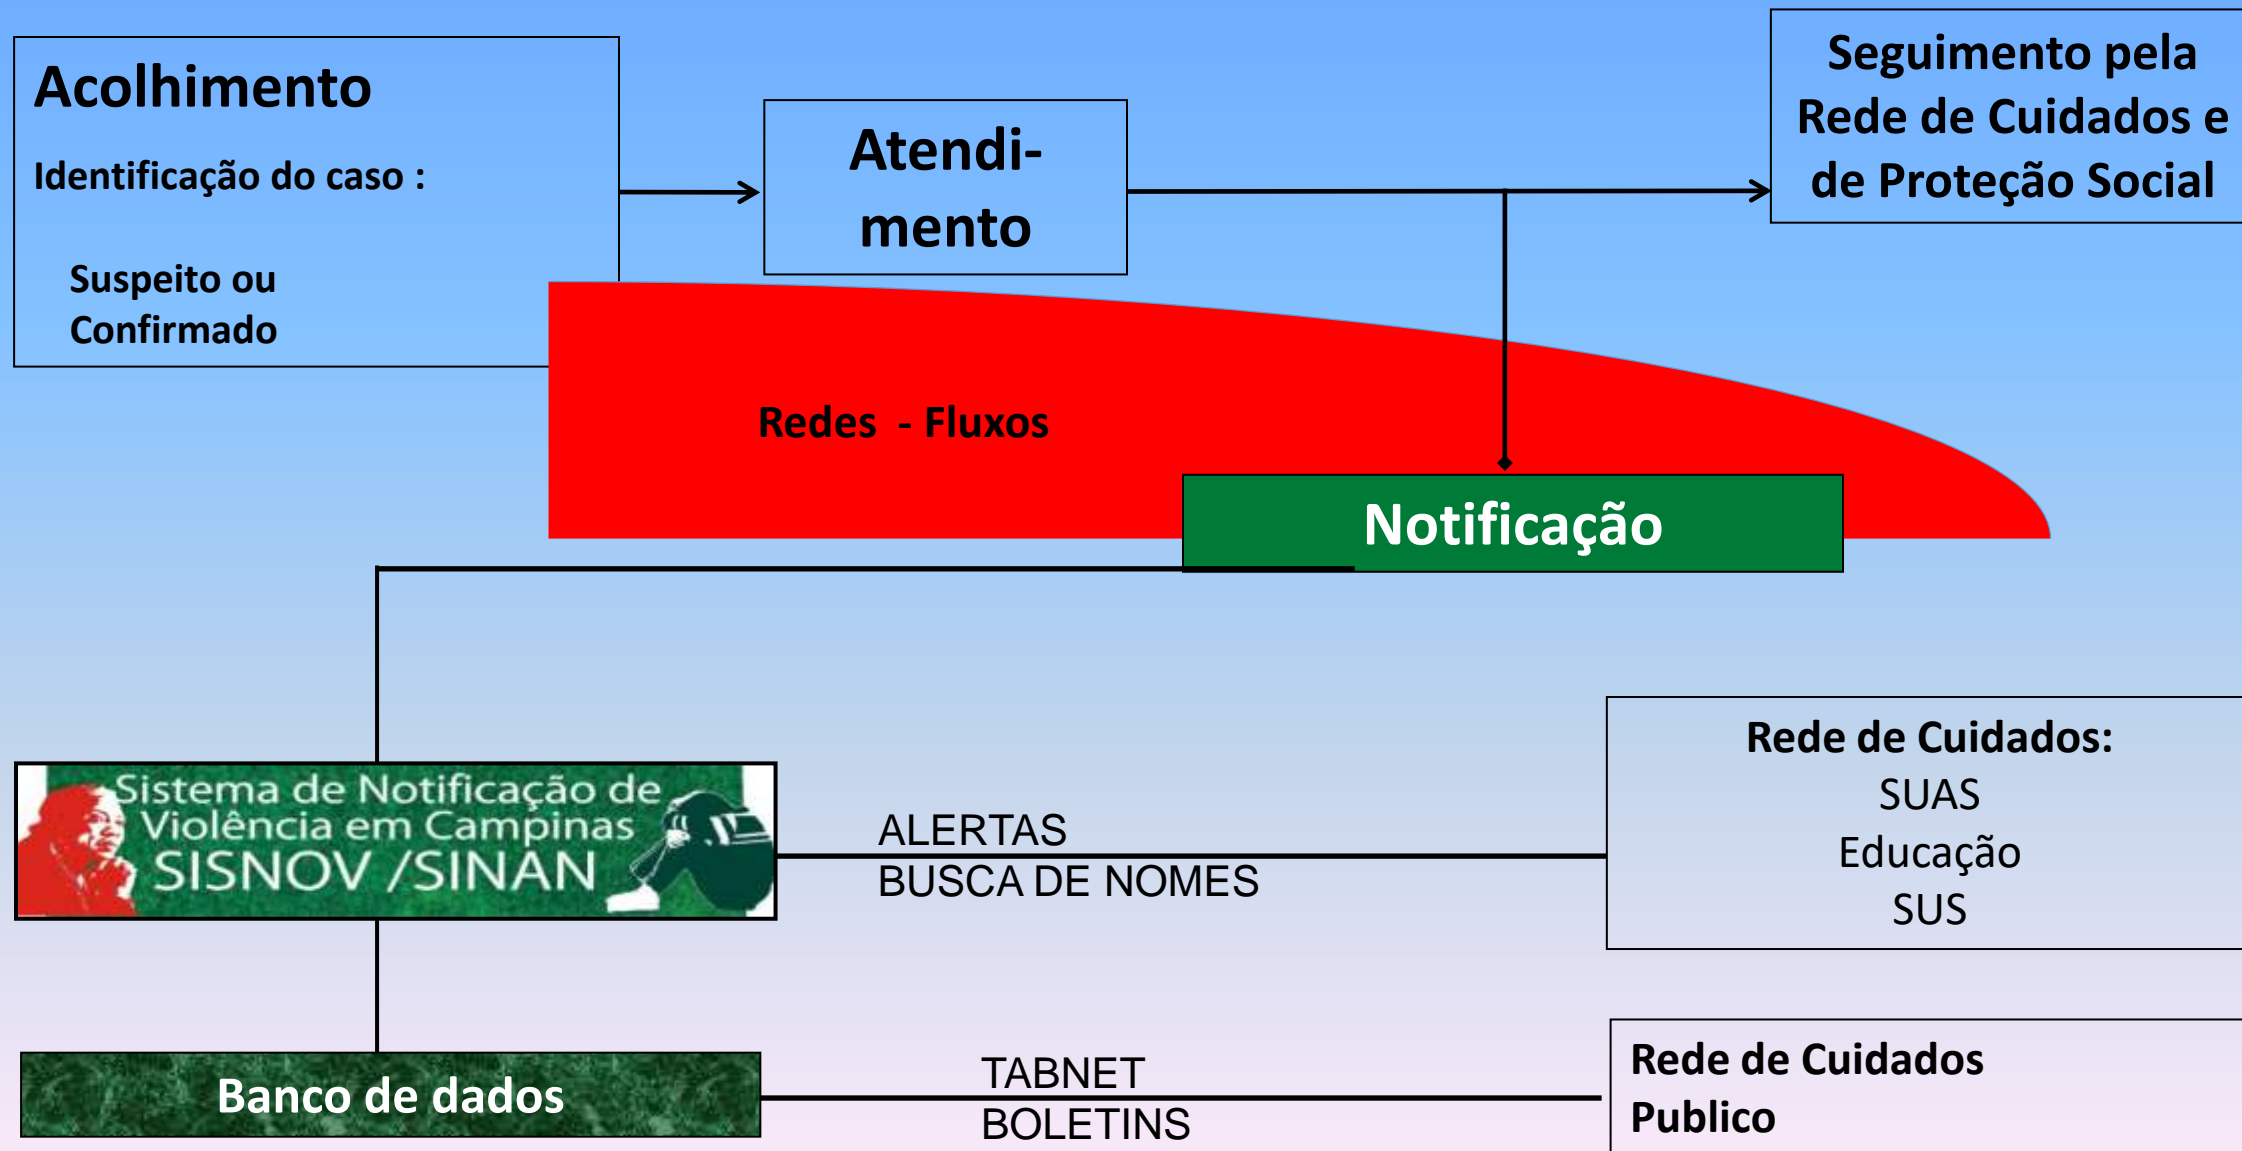 Acolhimento
Identificação do caso :
Suspeito ou
Confirmado
Atendi-
mento
Seguimento pela
Rede de Cuidados e
de Proteção Social
Redes - Fluxos
Notificação
Sistema de Notificação de
Violência em Campinas
SISNOV /SINAN
ALERTAS
BUSCA DE NOMES
Rede de Cuidados:
SUAS
Educação
SUS
Banco de dados
TABNET
BOLETINS
Rede de Cuidados
Publico